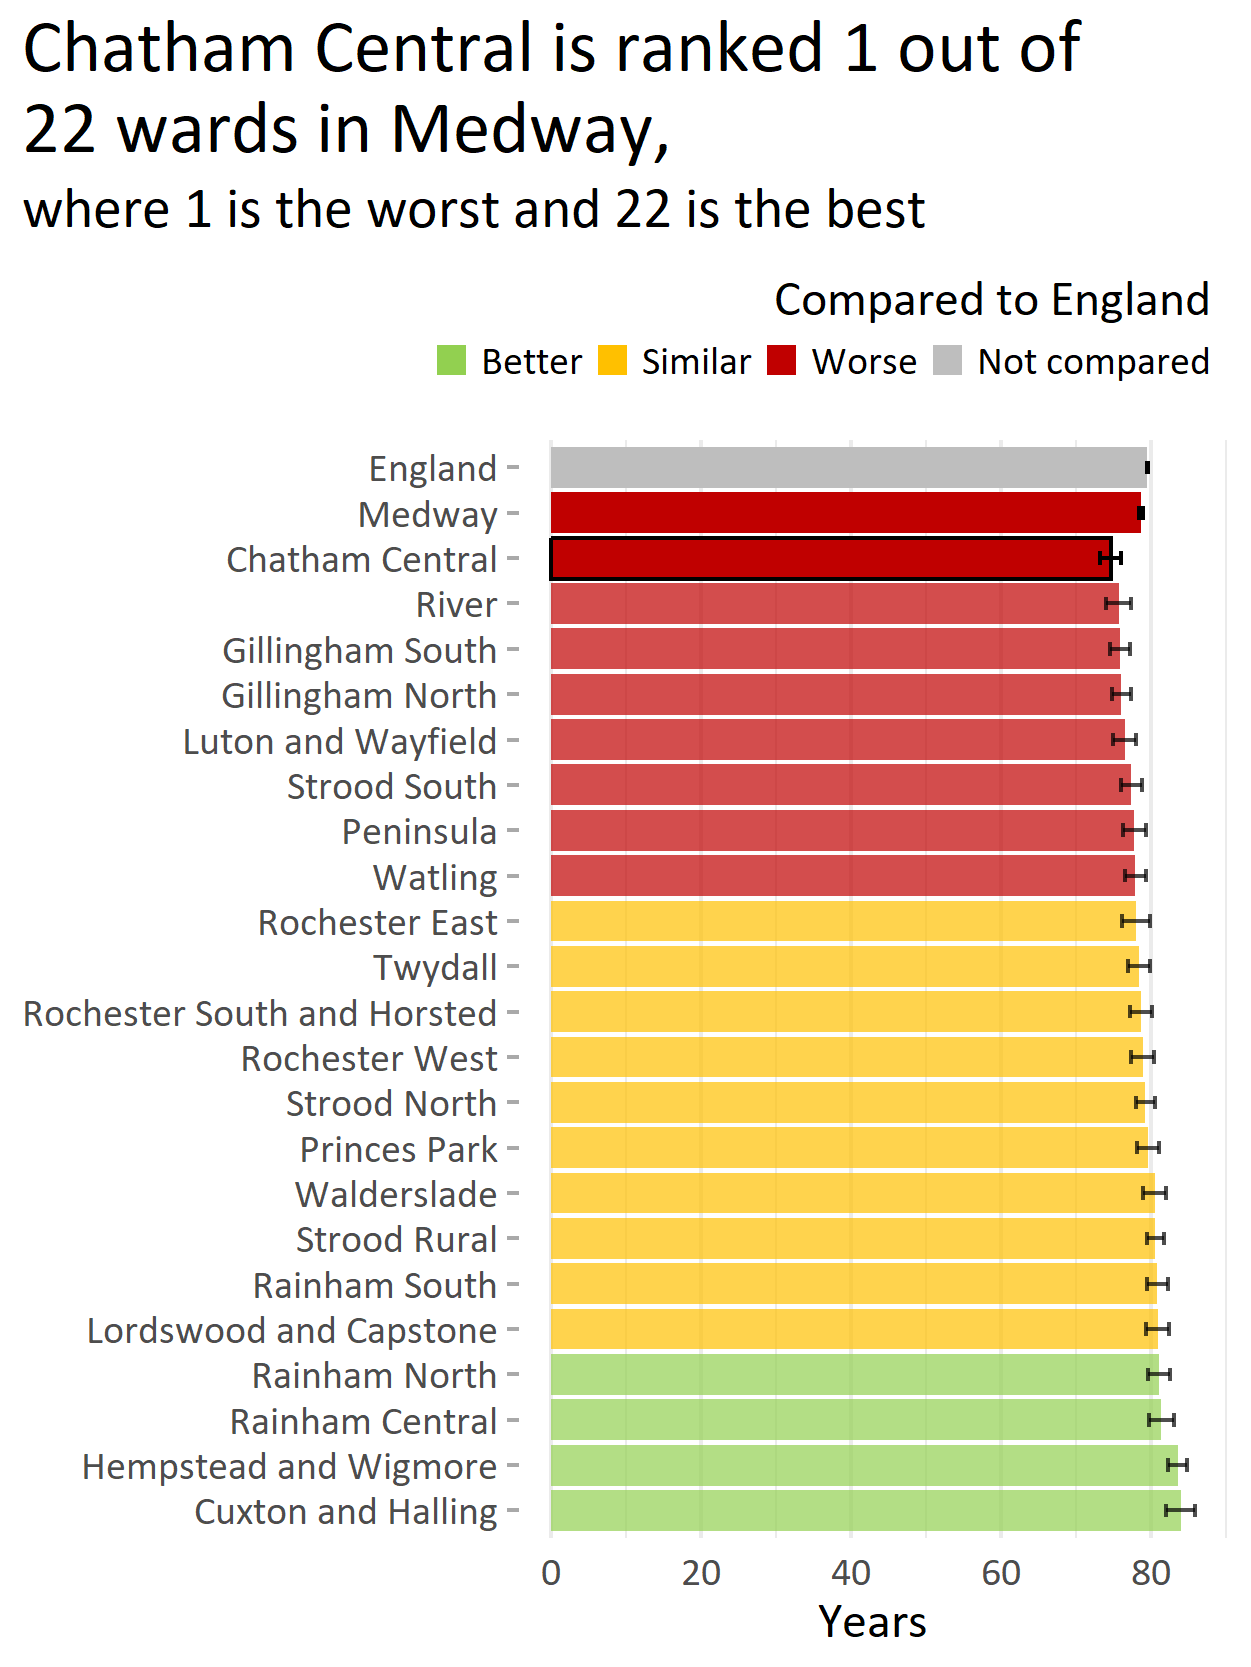 Chatham Central is ranked 1 out of
22 wards in Medway,
where 1 is the worst and 22 is the best
Compared to England
Better Similar Worse Not compared
England
Medway
Chatham Central
River
Gillingham South
Gillingham North
Luton and Wayfield
Strood South
Peninsula
Watling
Rochester East
Twydall
Rochester South and Horsted
Rochester West
Strood North
Princes Park
Walderslade
Strood Rural
Rainham South
Lordswood and Capstone
Rainham North
Rainham Central
Hempstead and Wigmore
Cuxton and Halling
0 20 40 60 80
Years